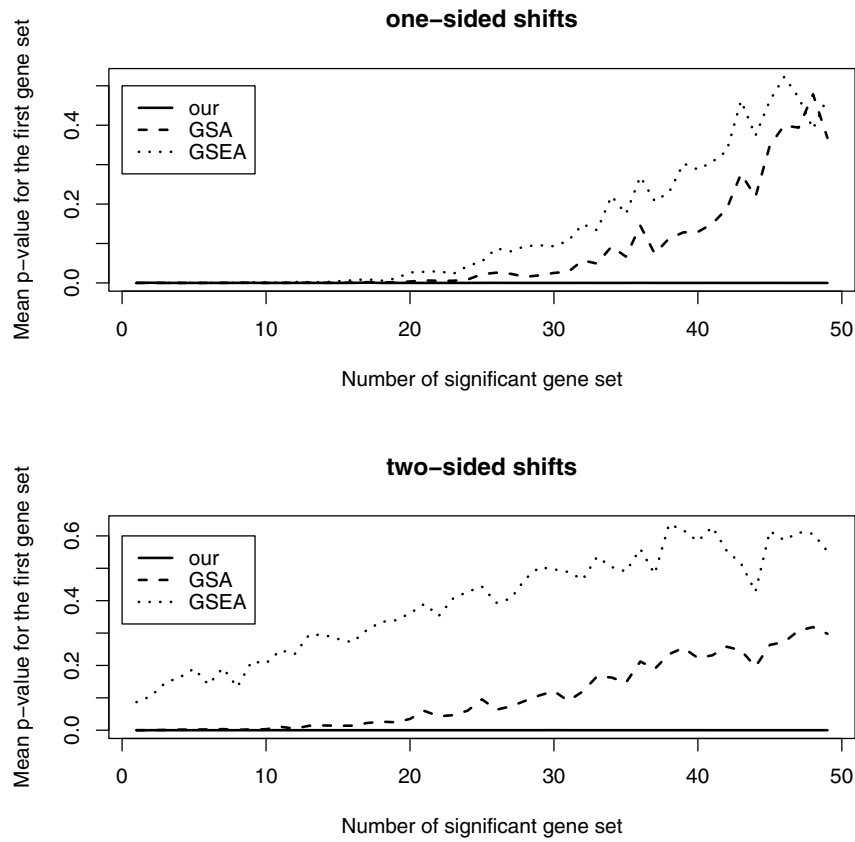 one−sided shifts
Mean p−value for the first gene set
0.0
0.2
0.4
our
GSA
GSEA
0
10
20
30
40
50
Number of significant gene set
two−sided shifts
Mean p−value for the first gene set
0.0
0.2
0.4
0.6
our
GSA
GSEA
0
10
20
30
40
50
Number of significant gene set